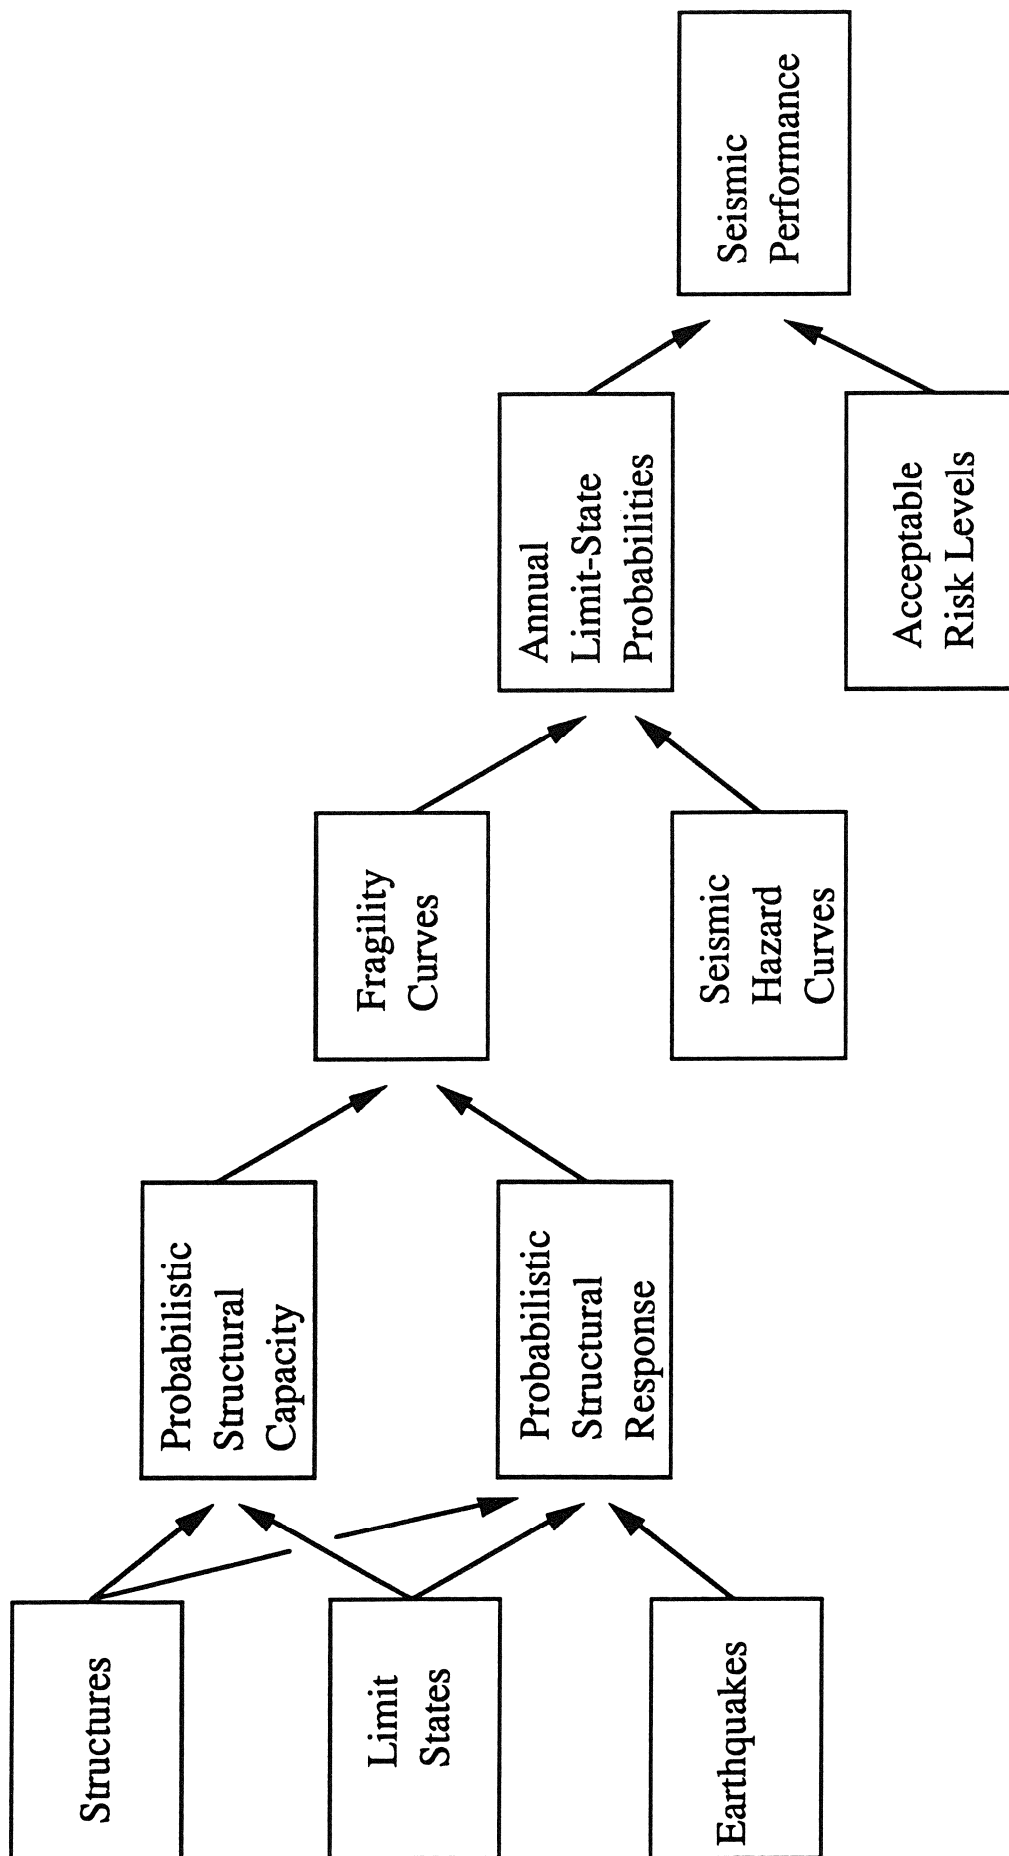 Structures
Limit
States
Earthquakes
Probabilistic
Structural
Capacity
Probabilistic
Structural
Response
Fragility
Curves
Seismic
Hazard
Curves
Annual
Limit-State
Probabilities
Acceptable
Risk Levels
Seismic
Performance